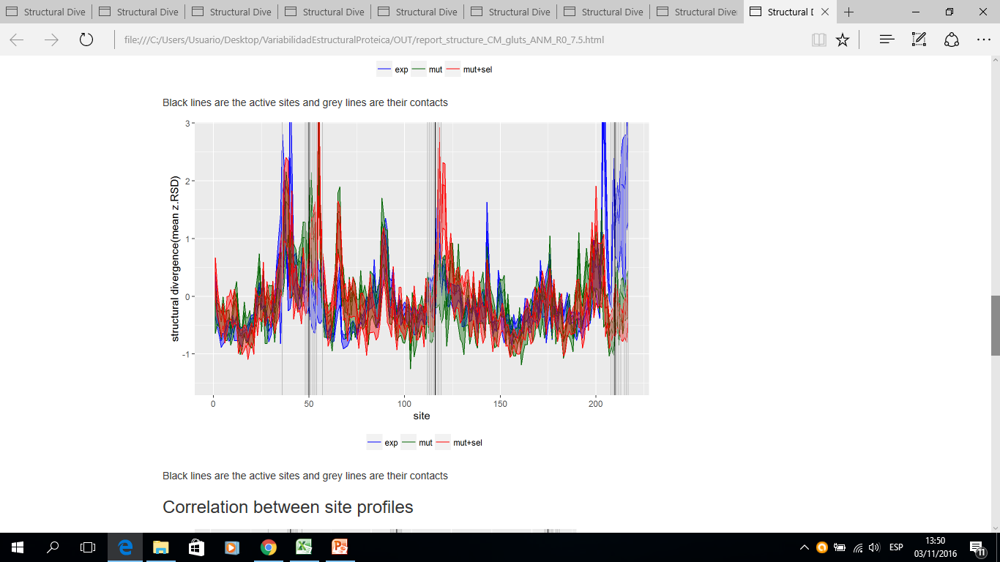 Structural Dive Structural Dive Structural Dive Structural Dive Structural Dive Structural Dive Structural Dive Structural Dive Structural D
file:///C:/Users/Usuario/Desktop/VariabilidadEstructuralProteica/OUT/report_structure_CM_gluts_ANM_R0_7.5.html
exp mut mut+sel
Black lines are the active sites and grey lines are their contacts
structural divergence(mean z.RSD)
3
2
1
0
-1
0 50 100 150 200
site
exp mut mut+sel
Black lines are the active sites and grey lines are their contacts
Correlation between site profiles
ESP
13:50
03/11/2016
11